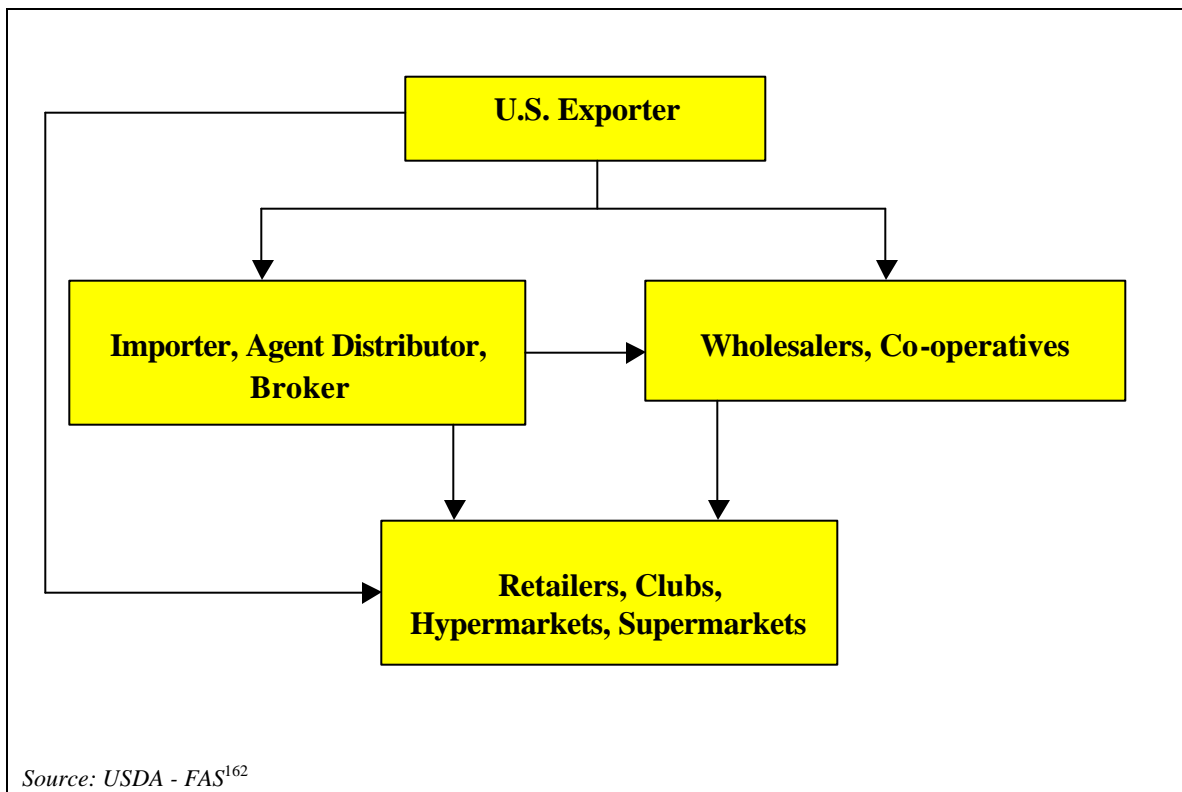 U.S. Exporter
Importer, Agent Distributor,
Broker
Wholesalers, Co-operatives
Retailers, Clubs,
Hypermarkets, Supermarkets
Source: USDA - FAS162